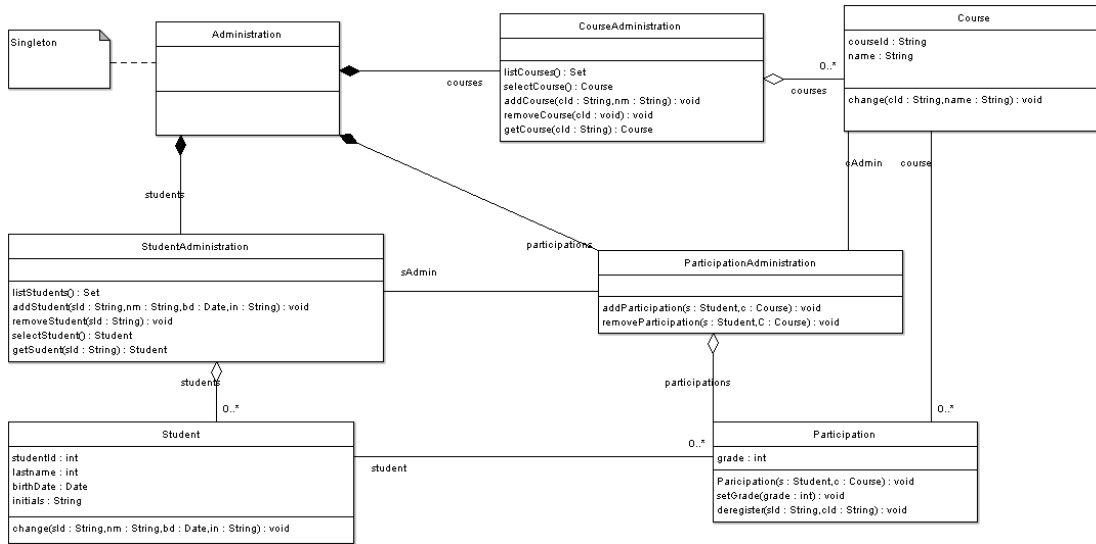 Singleton
Administration
CourseAdministration
listCourses() : Set
selectCourse() : Course
addCourse(cId : String,nm : String) : void
removeCourse(cId : void) : void
getCourse(cId : String) : Course
Course
courseId : String
name : String
change(cId : String,name : String) : void
courses
0..*
courses
cAdmin
course
students
participations
StudentAdministration
listStudents() : Set
addStudent(sId : String,nm : String,bd : Date,in : String) : void
removeStudent(sId : String) : void
selectStudent() : Student
getSudent(sId : String) : Student
sAdmin
ParticipationAdministration
addParticipation(s : Student,c : Course) : void
removeParticipation(s : Student,C : Course) : void
students
0..*
participations
0..*
0..*
Student
studentId : int
lastname : int
birthDate : Date
initials : String
change(sId : String,nm : String,bd : Date,in : String) : void
student
Participation
grade : int
Paricipation(s : Student,c : Course) : void
setGrade(grade : int) : void
deregister(sId : String,cId : String) : void